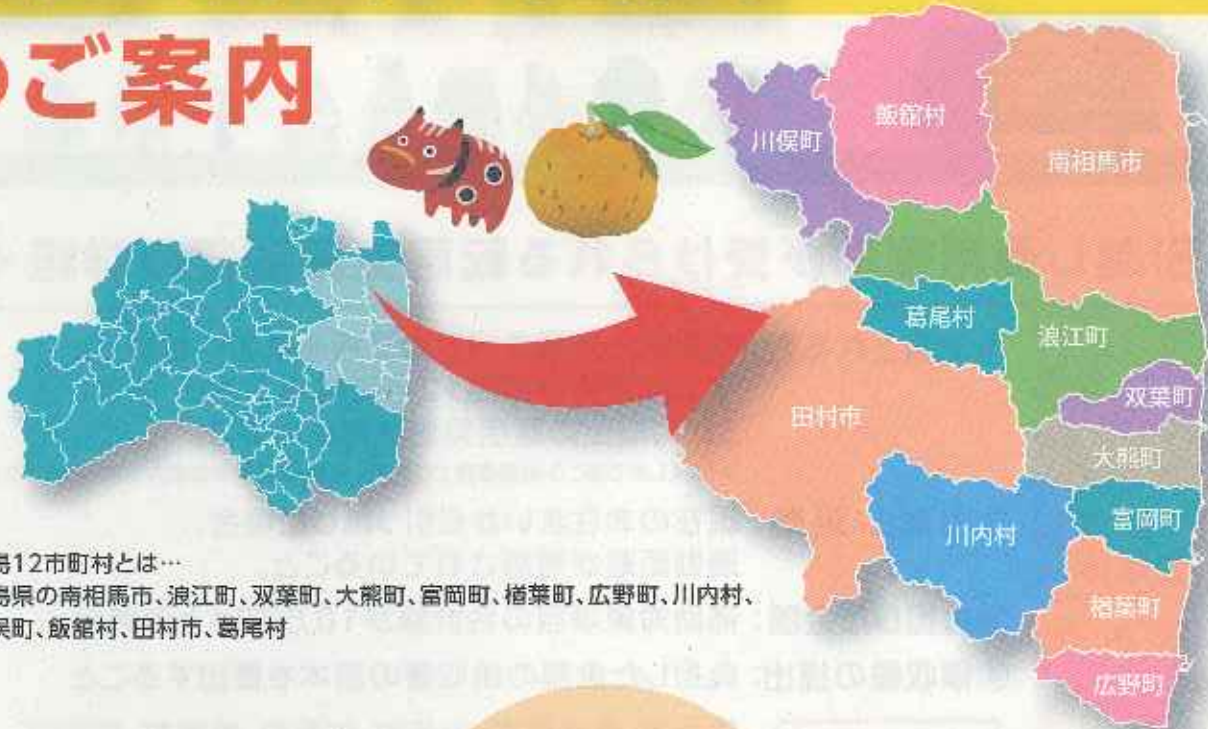 ご案内
川俣町
飯舘村
南相馬市
葛尾村
浪江町
双葉町
田村市
大熊町
富岡町
川内村
楢葉町
広野町
島12市町村とは…
島県の南相馬市、浪江町、双葉町、大熊町、富岡町、楢葉町、広野町、川内村、
俣町、飯舘村、田村市、葛尾村